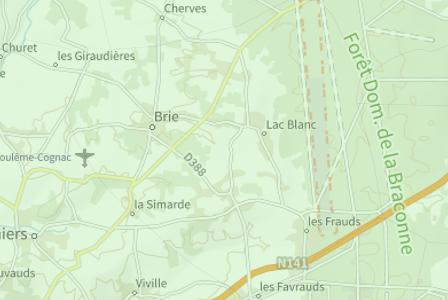 Cherves
Churet
les Giraudières
Forêt Dom. de la Braconne
Brie
Lac Blanc
oulême-Cognac
D388
la Simarde
les Frauds
niers
N141
uvauds
Viville
les Favrauds